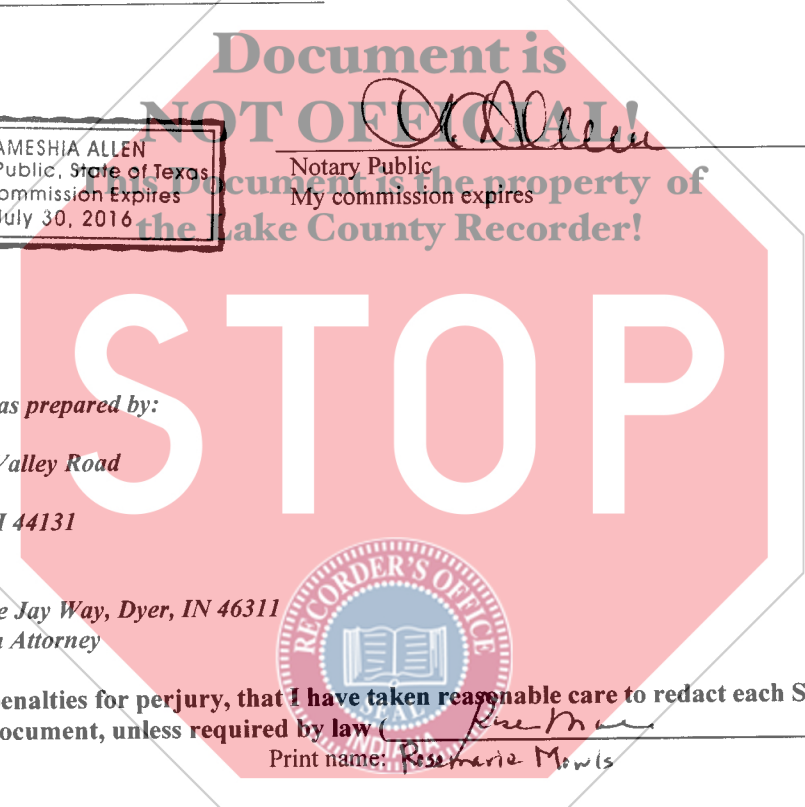 Document is
NOT OFFICIAL!
This Document is the property of
the Lake County Recorder!
AMESHIA ALLEN
Public, State of Texas
ommission Expires
July 30, 2016
Notary Public
My commission expires
STOP
as prepared by:
Valley Road
I 44131
e Jay Way, Dyer, IN 46311
n Attorney
RECORDER'S OFFICE
SEAL
INDIANA
enalties for perjury, that I have taken reasonable care to redact each S
ocument, unless required by law (
Print name: Rosemarie Mowls